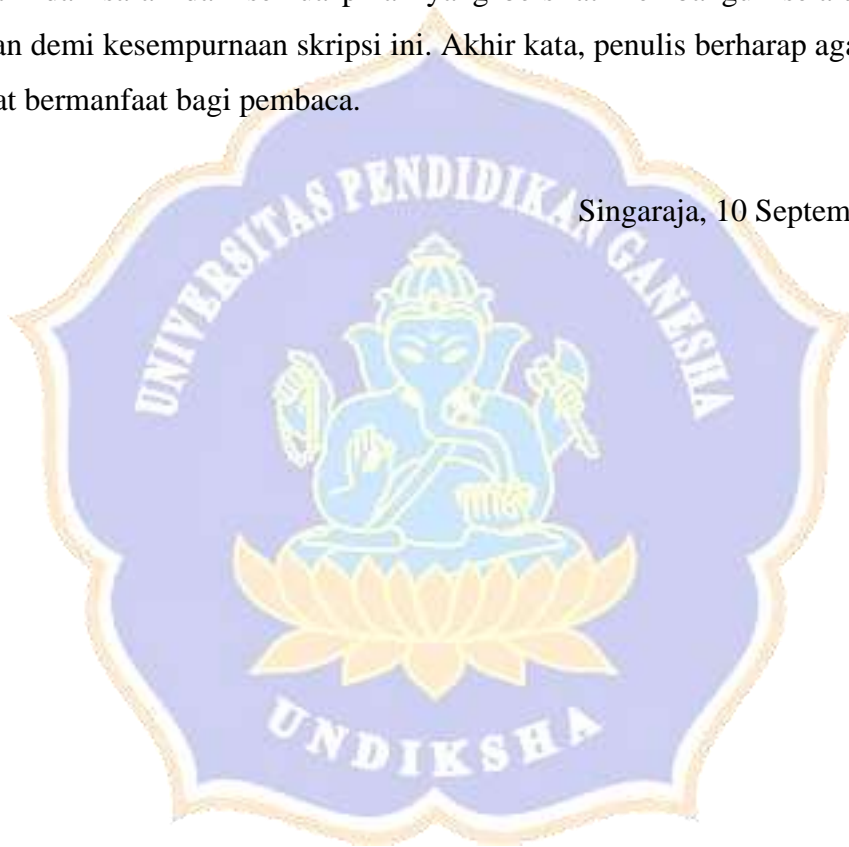 an demi kesempurnaan skripsi ini. Akhir kata, penulis berharap aga
at bermanfaat bagi pembaca.
Singaraja, 10 Septem
UNIVERSITAS PENDIDIKAN GANESHA
UNDIKSHA